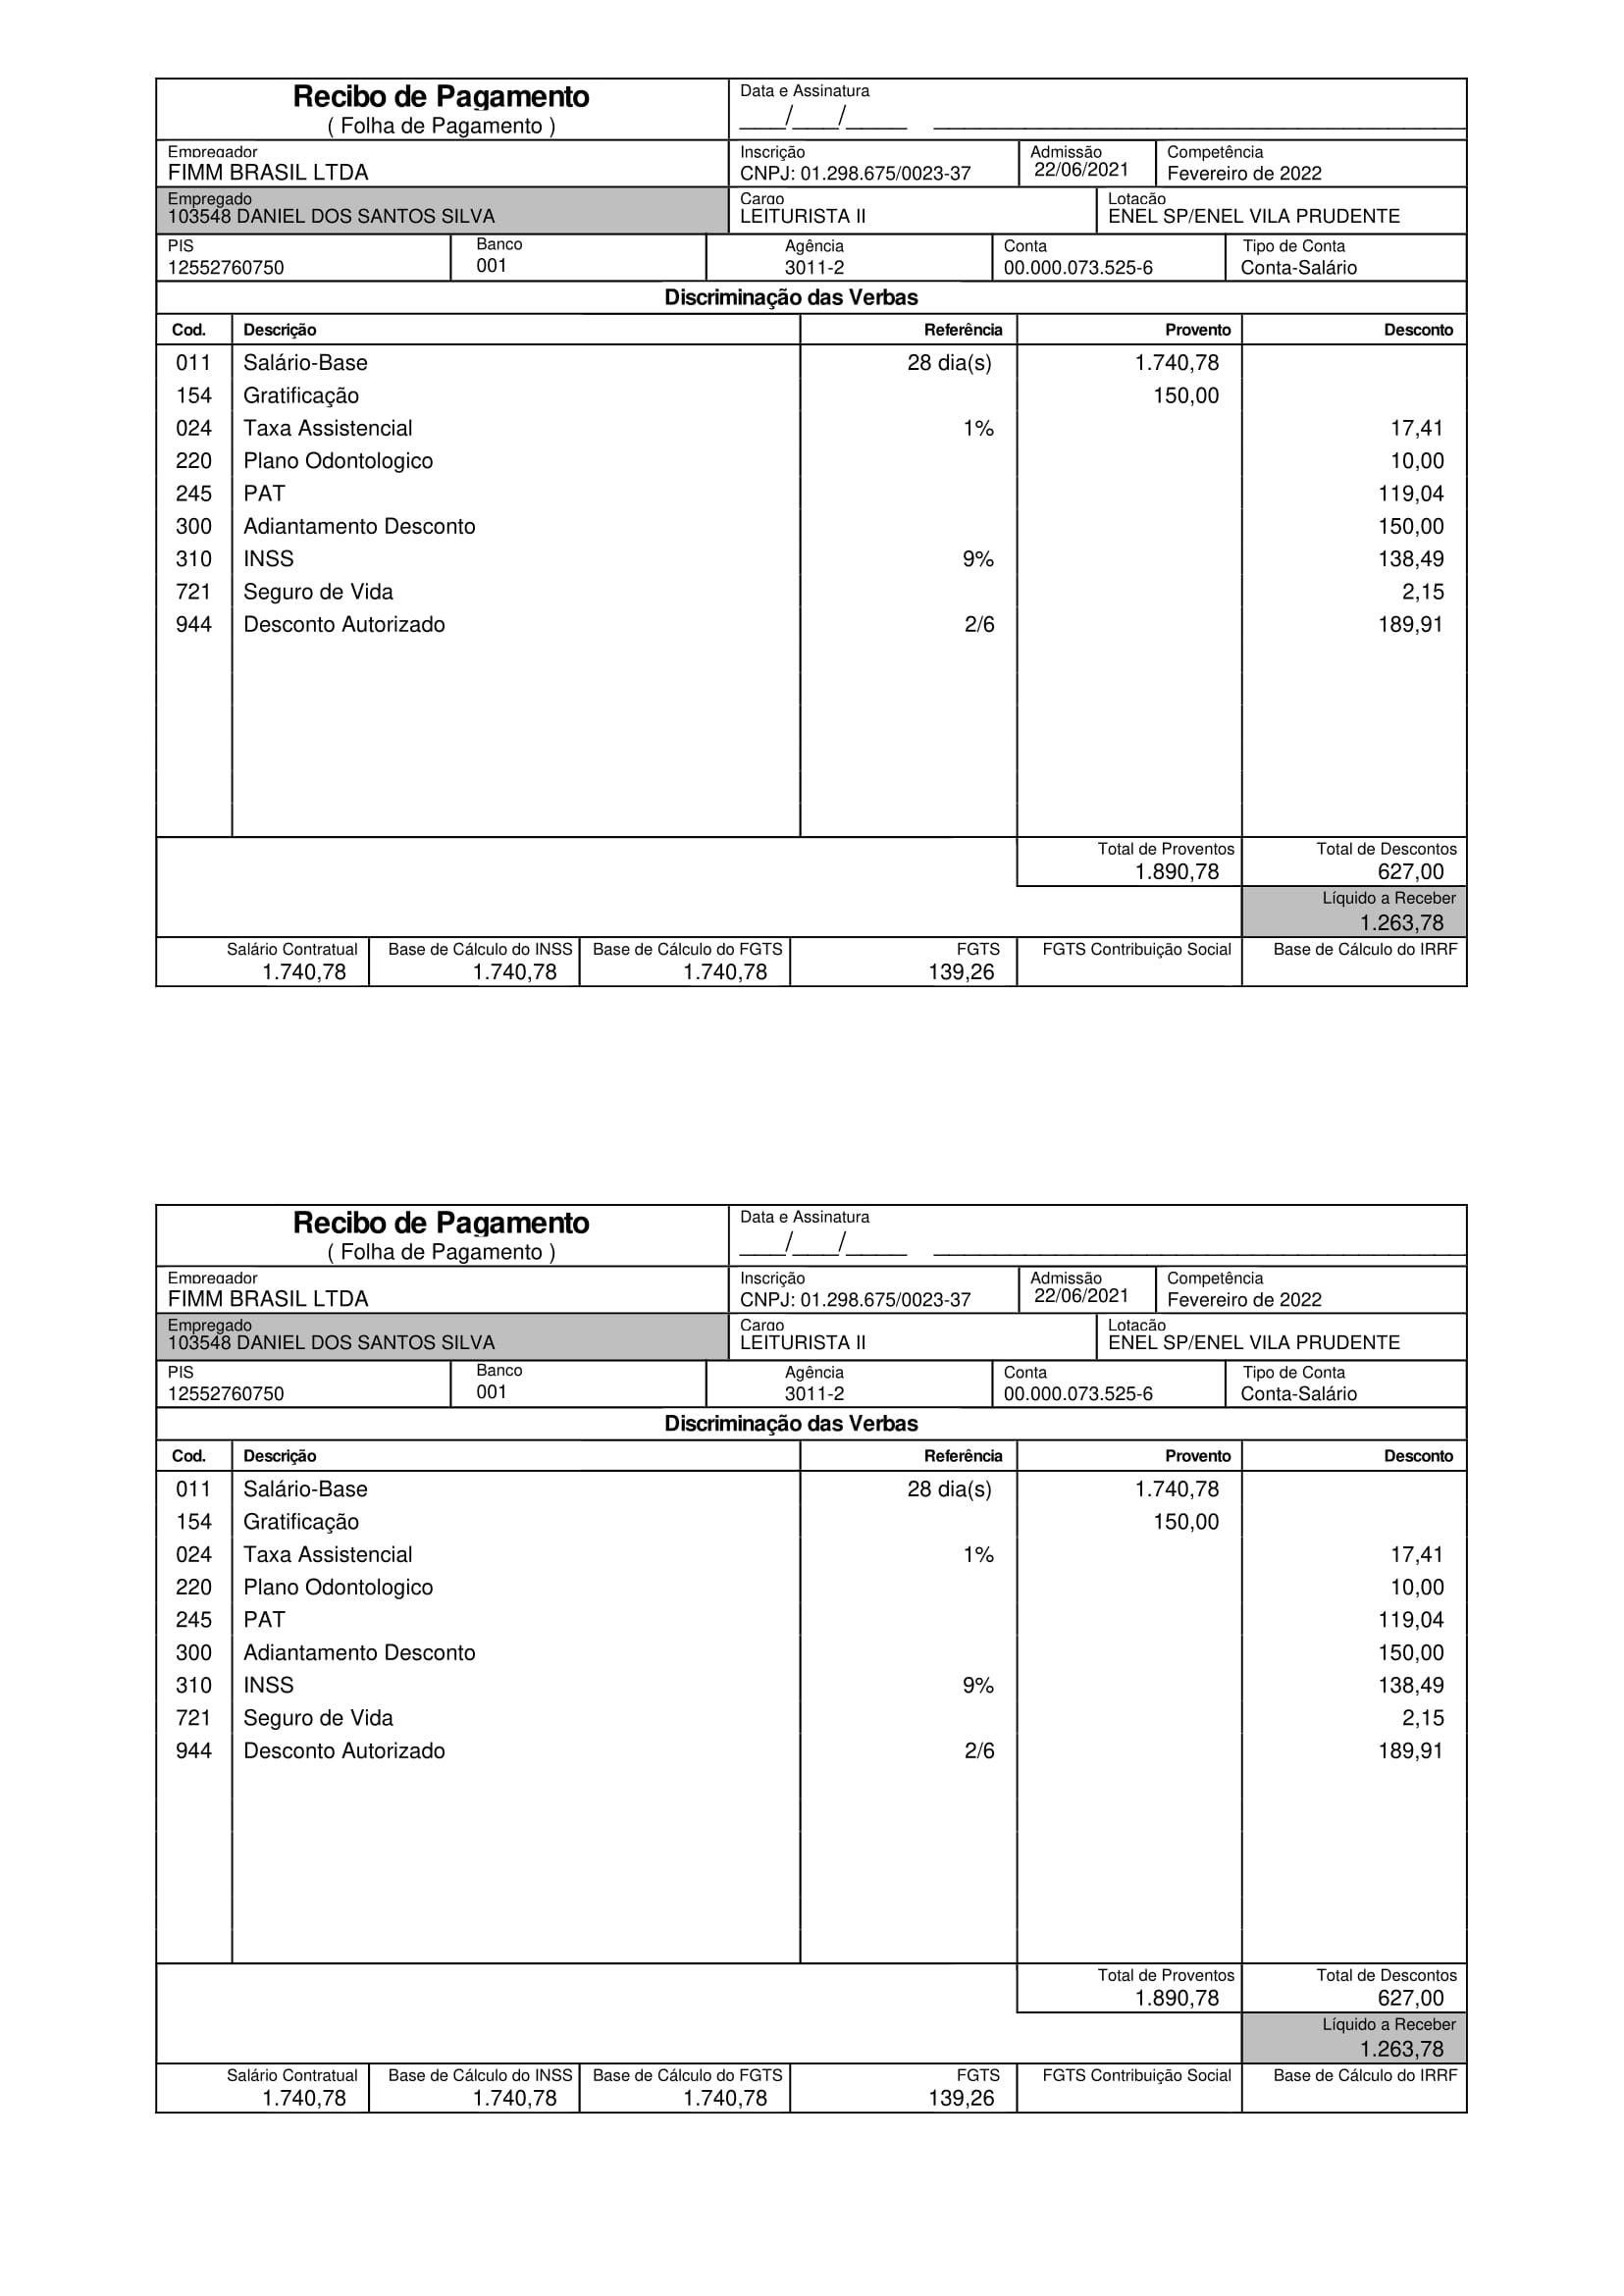 Recibo de Pagamento
( Folha de Pagamento )
Data e Assinatura
____/____/_____ ______________________________
Empregador
FIMM BRASIL LTDA
Inscrição
CNPJ: 01.298.675/0023-37
Admissão
22/06/2021
Competência
Fevereiro de 2022
Empregado
103548 DANIEL DOS SANTOS SILVA
Cargo
LEITURISTA II
Lotação
ENEL SP/ENEL VILA PRUDENTE
PIS
12552760750
Banco
001
Agência
3011-2
Conta
00.000.073.525-6
Tipo de Conta
Conta-Salário
Discriminação das Verbas
Cod. Descrição Referência Provento Desconto
011 Salário-Base 28 dia(s) 1.740,78
154 Gratificação 150,00
024 Taxa Assistencial 1% 17,41
220 Plano Odontologico 10,00
245 PAT 119,04
300 Adiantamento Desconto 150,00
310 INSS 9% 138,49
721 Seguro de Vida 2,15
944 Desconto Autorizado 2/6 189,91
Total de Proventos Total de Descontos
1.890,78 627,00
Líquido a Receber
1.263,78
Salário Contratual Base de Cálculo do INSS Base de Cálculo do FGTS FGTS FGTS Contribuição Social Base de Cálculo do IRRF
1.740,78 1.740,78 1.740,78 139,26
Recibo de Pagamento
( Folha de Pagamento )
Data e Assinatura
____/____/_____ ______________________________
Empregador
FIMM BRASIL LTDA
Inscrição
CNPJ: 01.298.675/0023-37
Admissão
22/06/2021
Competência
Fevereiro de 2022
Empregado
103548 DANIEL DOS SANTOS SILVA
Cargo
LEITURISTA II
Lotação
ENEL SP/ENEL VILA PRUDENTE
PIS
12552760750
Banco
001
Agência
3011-2
Conta
00.000.073.525-6
Tipo de Conta
Conta-Salário
Discriminação das Verbas
Cod. Descrição Referência Provento Desconto
011 Salário-Base 28 dia(s) 1.740,78
154 Gratificação 150,00
024 Taxa Assistencial 1% 17,41
220 Plano Odontologico 10,00
245 PAT 119,04
300 Adiantamento Desconto 150,00
310 INSS 9% 138,49
721 Seguro de Vida 2,15
944 Desconto Autorizado 2/6 189,91
Total de Proventos Total de Descontos
1.890,78 627,00
Líquido a Receber
1.263,78
Salário Contratual Base de Cálculo do INSS Base de Cálculo do FGTS FGTS FGTS Contribuição Social Base de Cálculo do IRRF
1.740,78 1.740,78 1.740,78 139,26